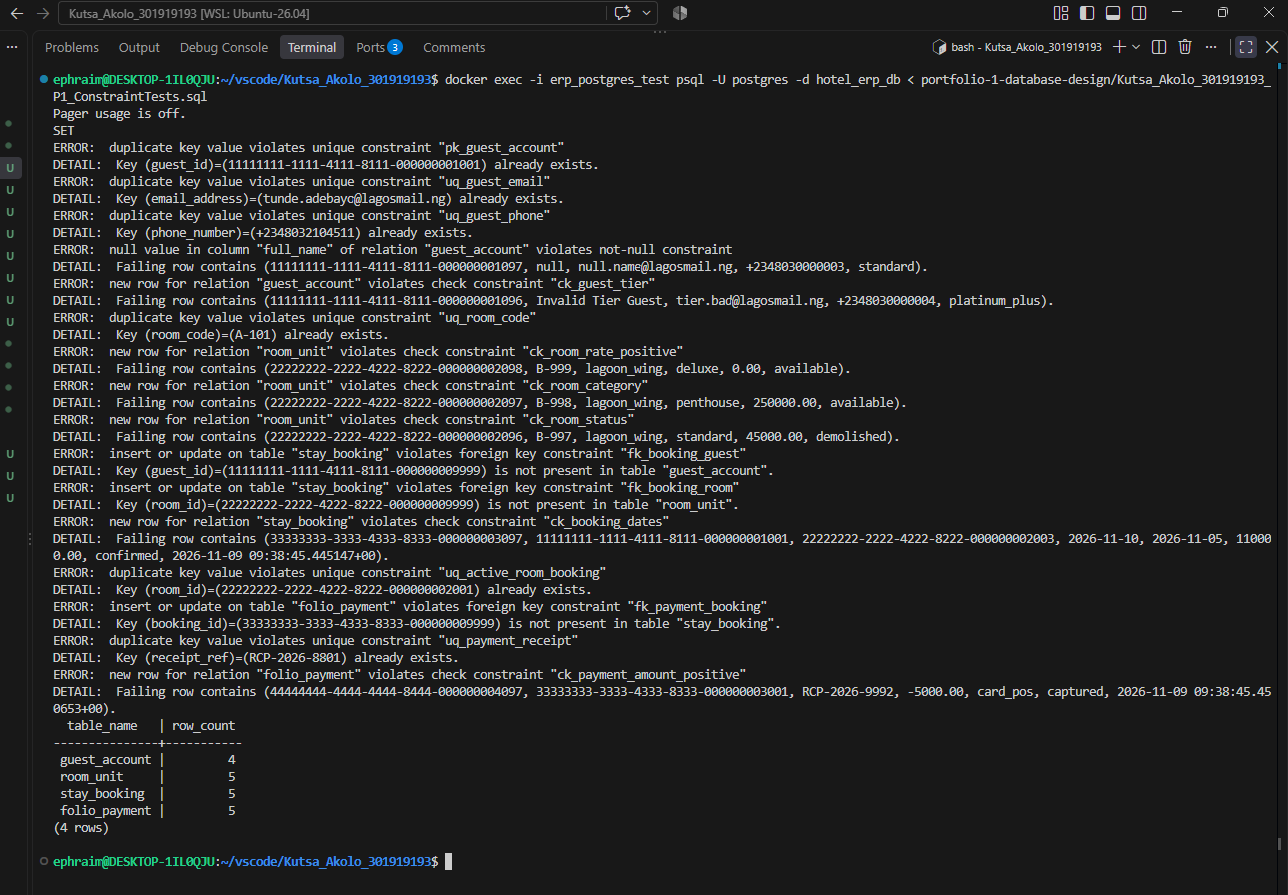 Kutsa_Akolo_301919193 [WSL: Ubuntu-26.04]
Problems Output Debug Console Terminal Ports 3 Comments bash - Kutsa_Akolo_301919193
ephraim@DESKTOP-1IL0QJU:~/vscode/Kutsa_Akolo_301919193$ docker exec -i erp_postgres_test psql -U postgres -d hotel_erp_db < portfolio-1-database-design/Kutsa_Akolo_301919193_
P1_ConstraintTests.sql
Pager usage is off.
SET
ERROR:  duplicate key value violates unique constraint "pk_guest_account"
DETAIL:  Key (guest_id)=(11111111-1111-4111-8111-000000001001) already exists.
ERROR:  duplicate key value violates unique constraint "uq_guest_email"
DETAIL:  Key (email_address)=(tunde.adebayo@lagosmail.ng) already exists.
ERROR:  duplicate key value violates unique constraint "uq_guest_phone"
DETAIL:  Key (phone_number)=(+2348032104511) already exists.
ERROR:  null value in column "full_name" of relation "guest_account" violates not-null constraint
DETAIL:  Failing row contains (11111111-1111-4111-8111-000000001097, null, null.name@lagosmail.ng, +2348030000003, standard).
ERROR:  new row for relation "guest_account" violates check constraint "ck_guest_tier"
DETAIL:  Failing row contains (11111111-1111-4111-8111-000000001096, Invalid Tier Guest, tier.bad@lagosmail.ng, +2348030000004, platinum_plus).
ERROR:  duplicate key value violates unique constraint "uq_room_code"
DETAIL:  Key (room_code)=(A-101) already exists.
ERROR:  new row for relation "room_unit" violates check constraint "ck_room_rate_positive"
DETAIL:  Failing row contains (22222222-2222-4222-8222-000000002098, B-999, lagoon_wing, deluxe, 0.00, available).
ERROR:  new row for relation "room_unit" violates check constraint "ck_room_category"
DETAIL:  Failing row contains (22222222-2222-4222-8222-000000002097, B-998, lagoon_wing, penthouse, 250000.00, available).
ERROR:  new row for relation "room_unit" violates check constraint "ck_room_status"
DETAIL:  Failing row contains (22222222-2222-4222-8222-000000002096, B-997, lagoon_wing, standard, 45000.00, demolished).
ERROR:  insert or update on table "stay_booking" violates foreign key constraint "fk_booking_guest"
DETAIL:  Key (guest_id)=(11111111-1111-4111-8111-000000009999) is not present in table "guest_account".
ERROR:  insert or update on table "stay_booking" violates foreign key constraint "fk_booking_room"
DETAIL:  Key (room_id)=(22222222-2222-4222-8222-000000009999) is not present in table "room_unit".
ERROR:  new row for relation "stay_booking" violates check constraint "ck_booking_dates"
DETAIL:  Failing row contains (33333333-3333-4333-8333-000000003097, 11111111-1111-4111-8111-000000001001, 22222222-2222-4222-8222-000000002003, 2026-11-10, 2026-11-05, 11000
0.00, confirmed, 2026-11-09 09:38:45.445147+00).
ERROR:  duplicate key value violates unique constraint "uq_active_room_booking"
DETAIL:  Key (room_id)=(22222222-2222-4222-8222-000000002001) already exists.
ERROR:  insert or update on table "folio_payment" violates foreign key constraint "fk_payment_booking"
DETAIL:  Key (booking_id)=(33333333-3333-4333-8333-000000009999) is not present in table "stay_booking".
ERROR:  duplicate key value violates unique constraint "uq_payment_receipt"
DETAIL:  Key (receipt_ref)=(RCP-2026-8801) already exists.
ERROR:  new row for relation "folio_payment" violates check constraint "ck_payment_amount_positive"
DETAIL:  Failing row contains (44444444-4444-4444-8444-000000004097, 33333333-3333-4333-8333-000000003001, RCP-2026-9992, -5000.00, card_pos, captured, 2026-11-09 09:38:45.45
0653+00).
table_name | row_count
---------------+-----------
guest_account | 4
room_unit | 5
stay_booking | 5
folio_payment | 5
(4 rows)
ephraim@DESKTOP-1IL0QJU:~/vscode/Kutsa_Akolo_301919193$
U
U
U
U
U
U
U
U
U
U
U